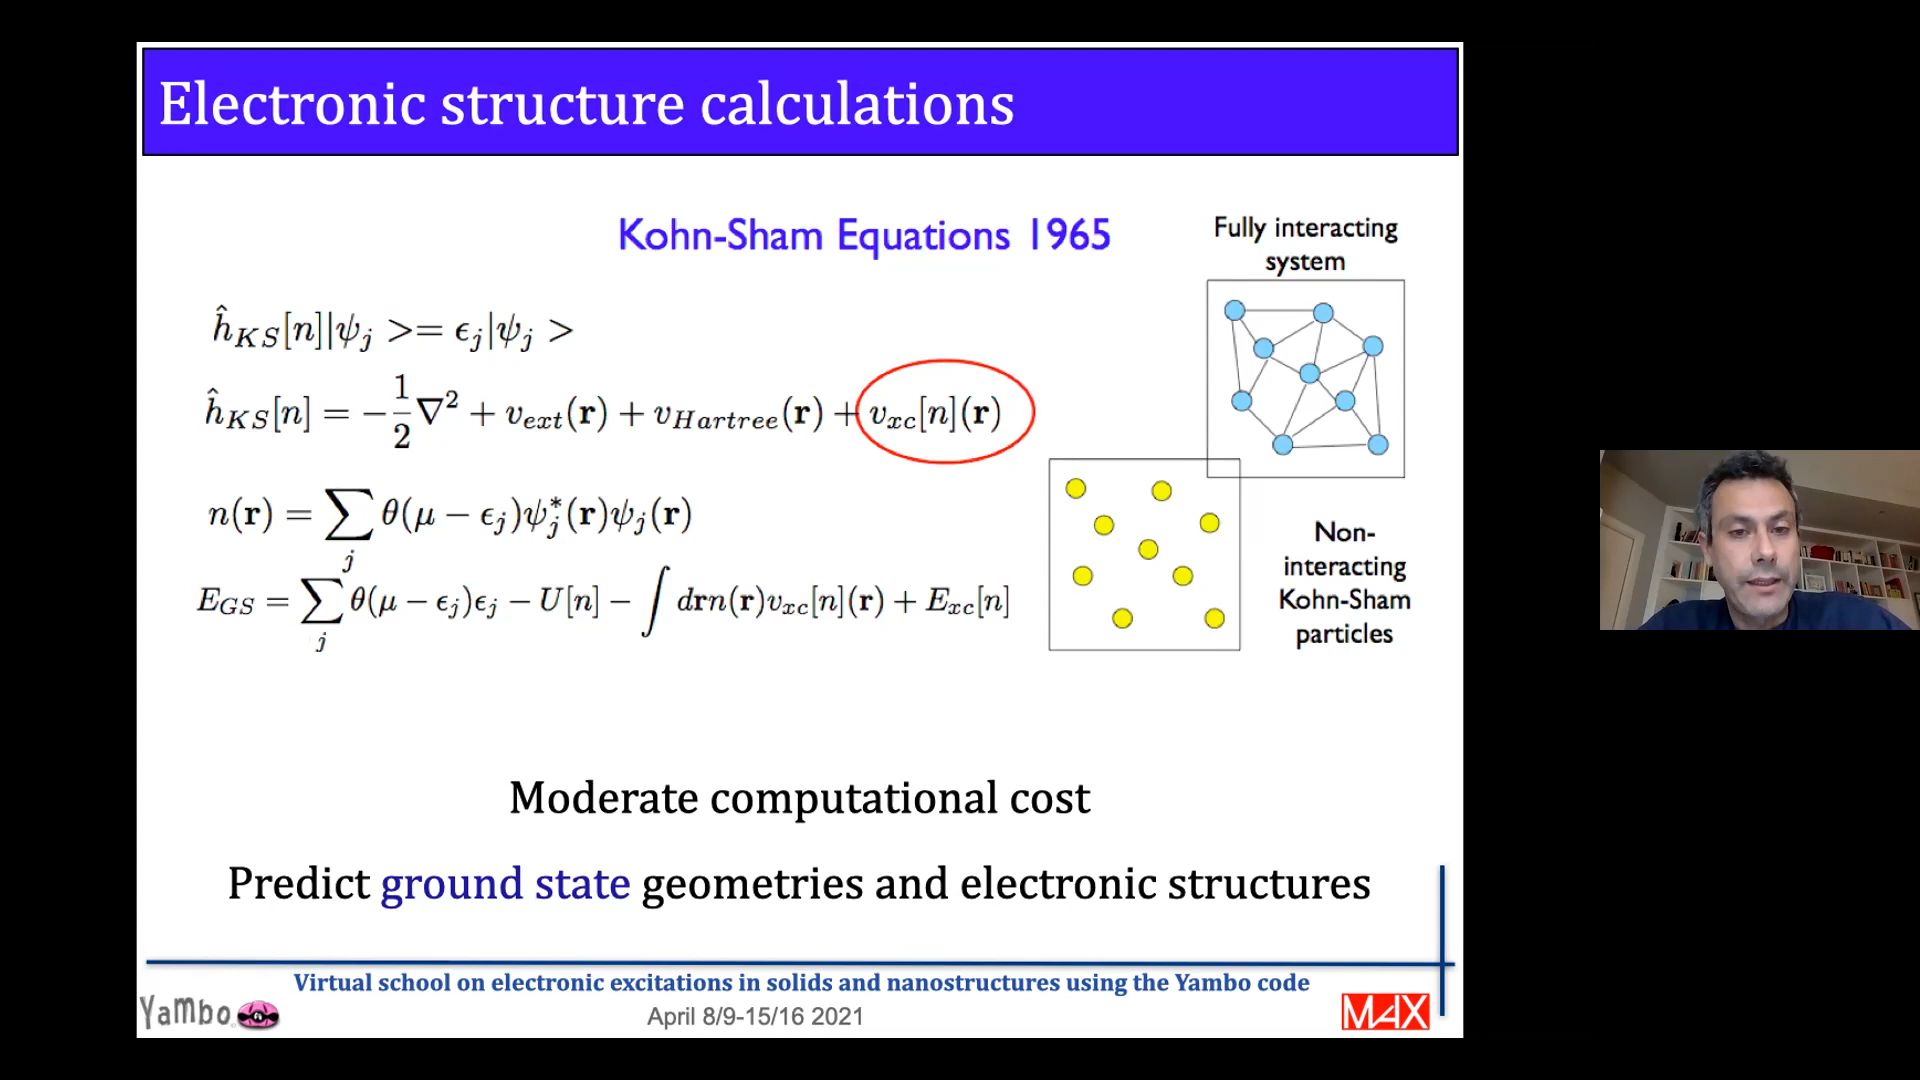 Electronic structure calculations
Kohn-Sham Equations 1965
Fully interacting
system
ĥ_KS[n]|ψ_j >= ϵ_j|ψ_j >
ĥ_KS[n] = −1/2 ∇² + v_ext(r) + v_Hartree(r) + v_xc[n](r)
n(r) = ∑_j θ(μ − ϵ_j)ψ*_j(r)ψ_j(r)
E_GS = ∑_j θ(μ − ϵ_j)ϵ_j − U[n] − ∫ drn(r)v_xc[n](r) + E_xc[n]
Non-
interacting
Kohn-Sham
particles
Moderate computational cost
Predict ground state geometries and electronic structures
Virtual school on electronic excitations in solids and nanostructures using the Yambo code
Yambo
April 8/9-15/16 2021
MAX